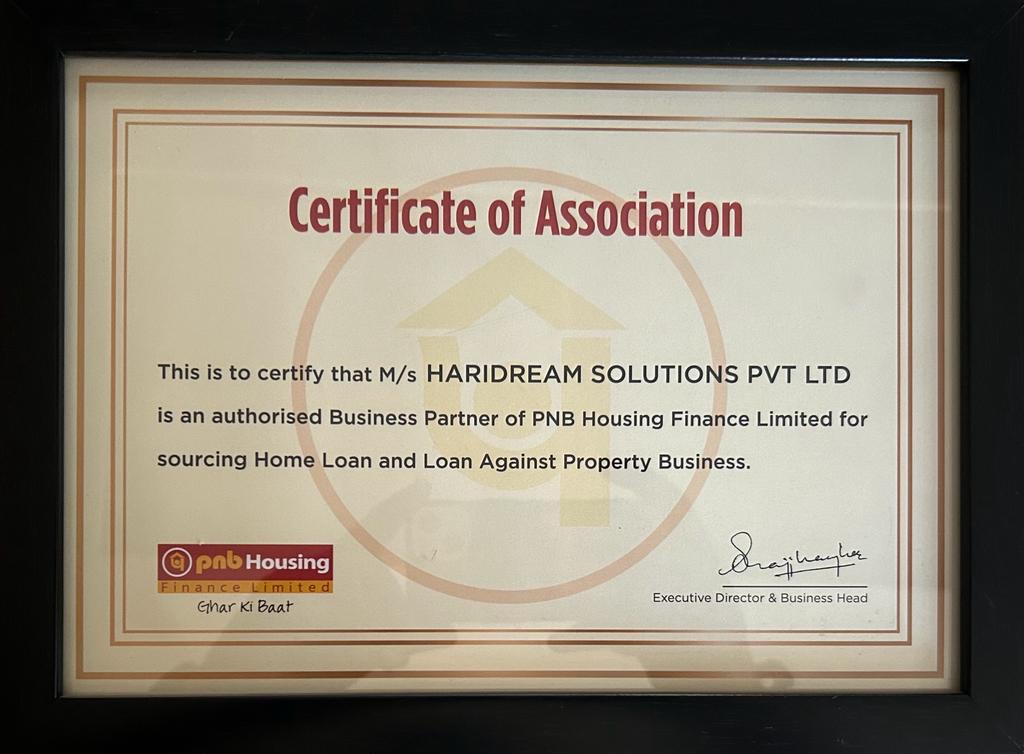 Certificate of Association
This is to certify that M/s HARIDREAM SOLUTIONS PVT LTD
is an authorised Business Partner of PNB Housing Finance Limited for
sourcing Home Loan and Loan Against Property Business.
pnb Housing
Finance Limited
Ghar Ki Baat
Executive Director & Business Head